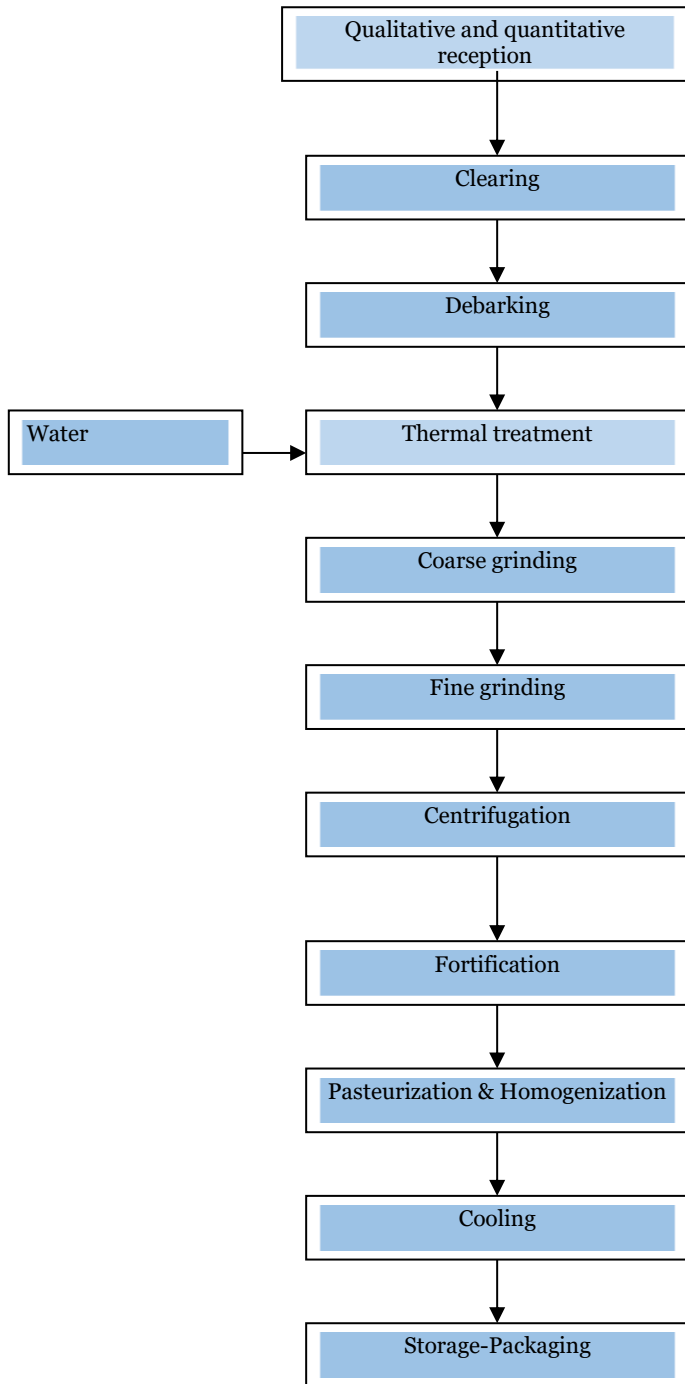 Qualitative and quantitative
reception
Clearing
Debarking
Water
Thermal treatment
Coarse grinding
Fine grinding
Centrifugation
Fortification
Pasteurization & Homogenization
Cooling
Storage-Packaging